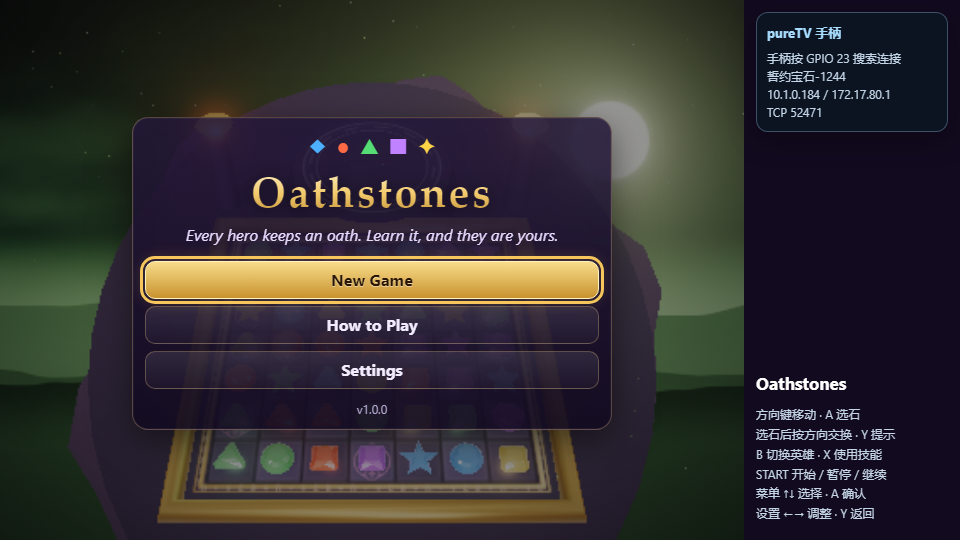 Oathstones
Every hero keeps an oath. Learn it, and they are yours.
New Game
How to Play
Settings
v1.0.0
pureTV 手柄
手柄按 GPIO 23 搜索连接
誓约宝石-1244
10.1.0.184 / 172.17.80.1
TCP 52471
Oathstones
方向键移动 · A 选石
选石后按方向交换 · Y 提示
B 切换英雄 · X 使用技能
START 开始 / 暂停 / 继续
菜单 ↑↓ 选择 · A 确认
设置 ←→ 调整 · Y 返回